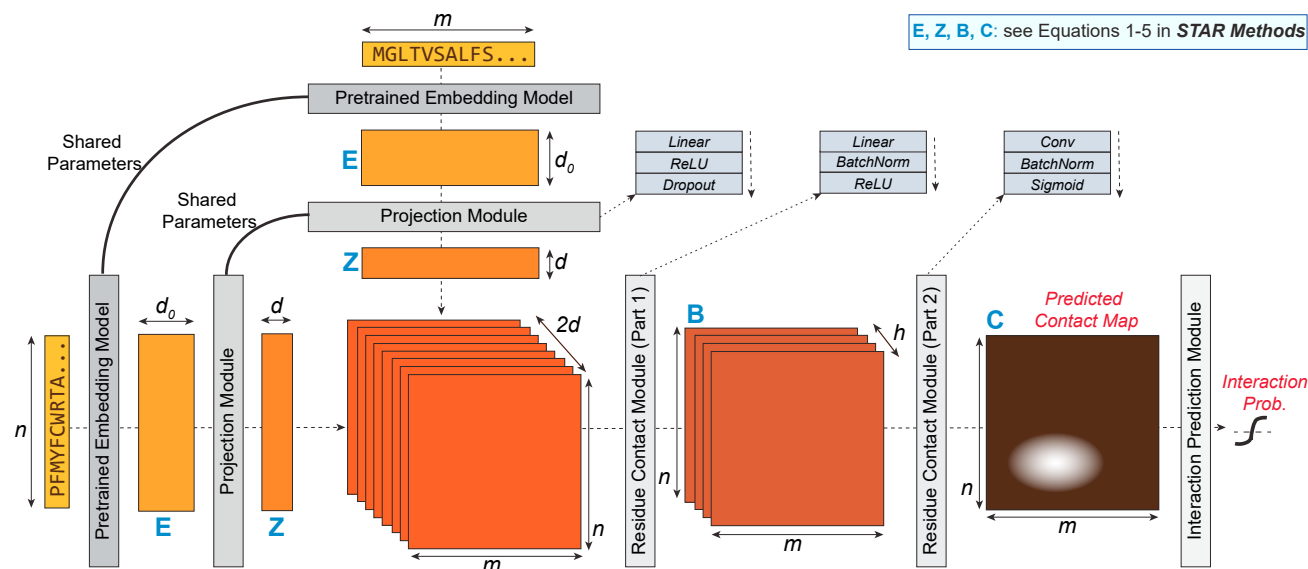 m
E, Z, B, C: see Equations 1-5 in STAR Methods
MGLTVSALFS...
Pretrained Embedding Model
Shared
Parameters
E
d0
Linear
ReLU
Dropout
Linear
BatchNorm
ReLU
Conv
BatchNorm
Sigmoid
Shared
Parameters
Projection Module
Z
d
n
PFMYFCWRTA...
Pretrained Embedding Model
d0
E
Projection Module
d
Z
2d
n
m
Residue Contact Module (Part 1)
B
h
n
m
Residue Contact Module (Part 2)
C
Predicted
Contact Map
n
m
Interaction Prediction Module
Interaction
Prob.